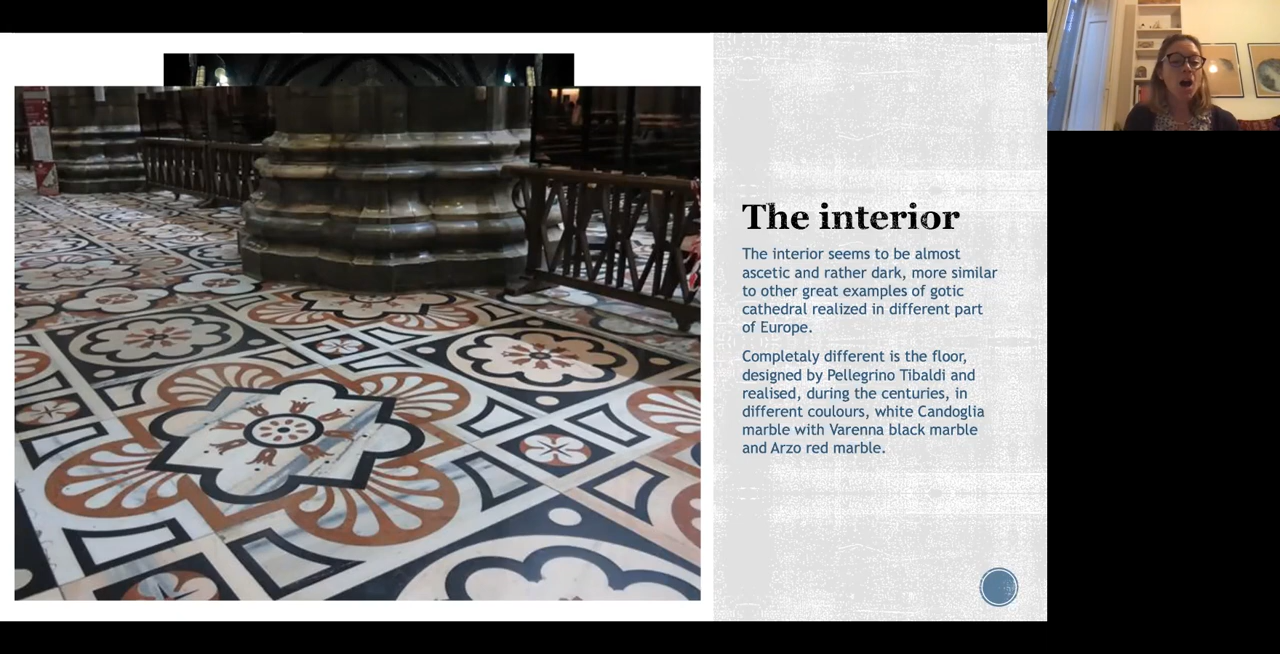 The interior
The interior seems to be almost
ascetic and rather dark, more similar
to other great examples of gotic
cathedral realized in different part
of Europe.
Completaly different is the floor,
designed by Pellegrino Tibaldi and
realised, during the centuries, in
different coulours, white Candoglia
marble with Varenna black marble
and Arzo red marble.